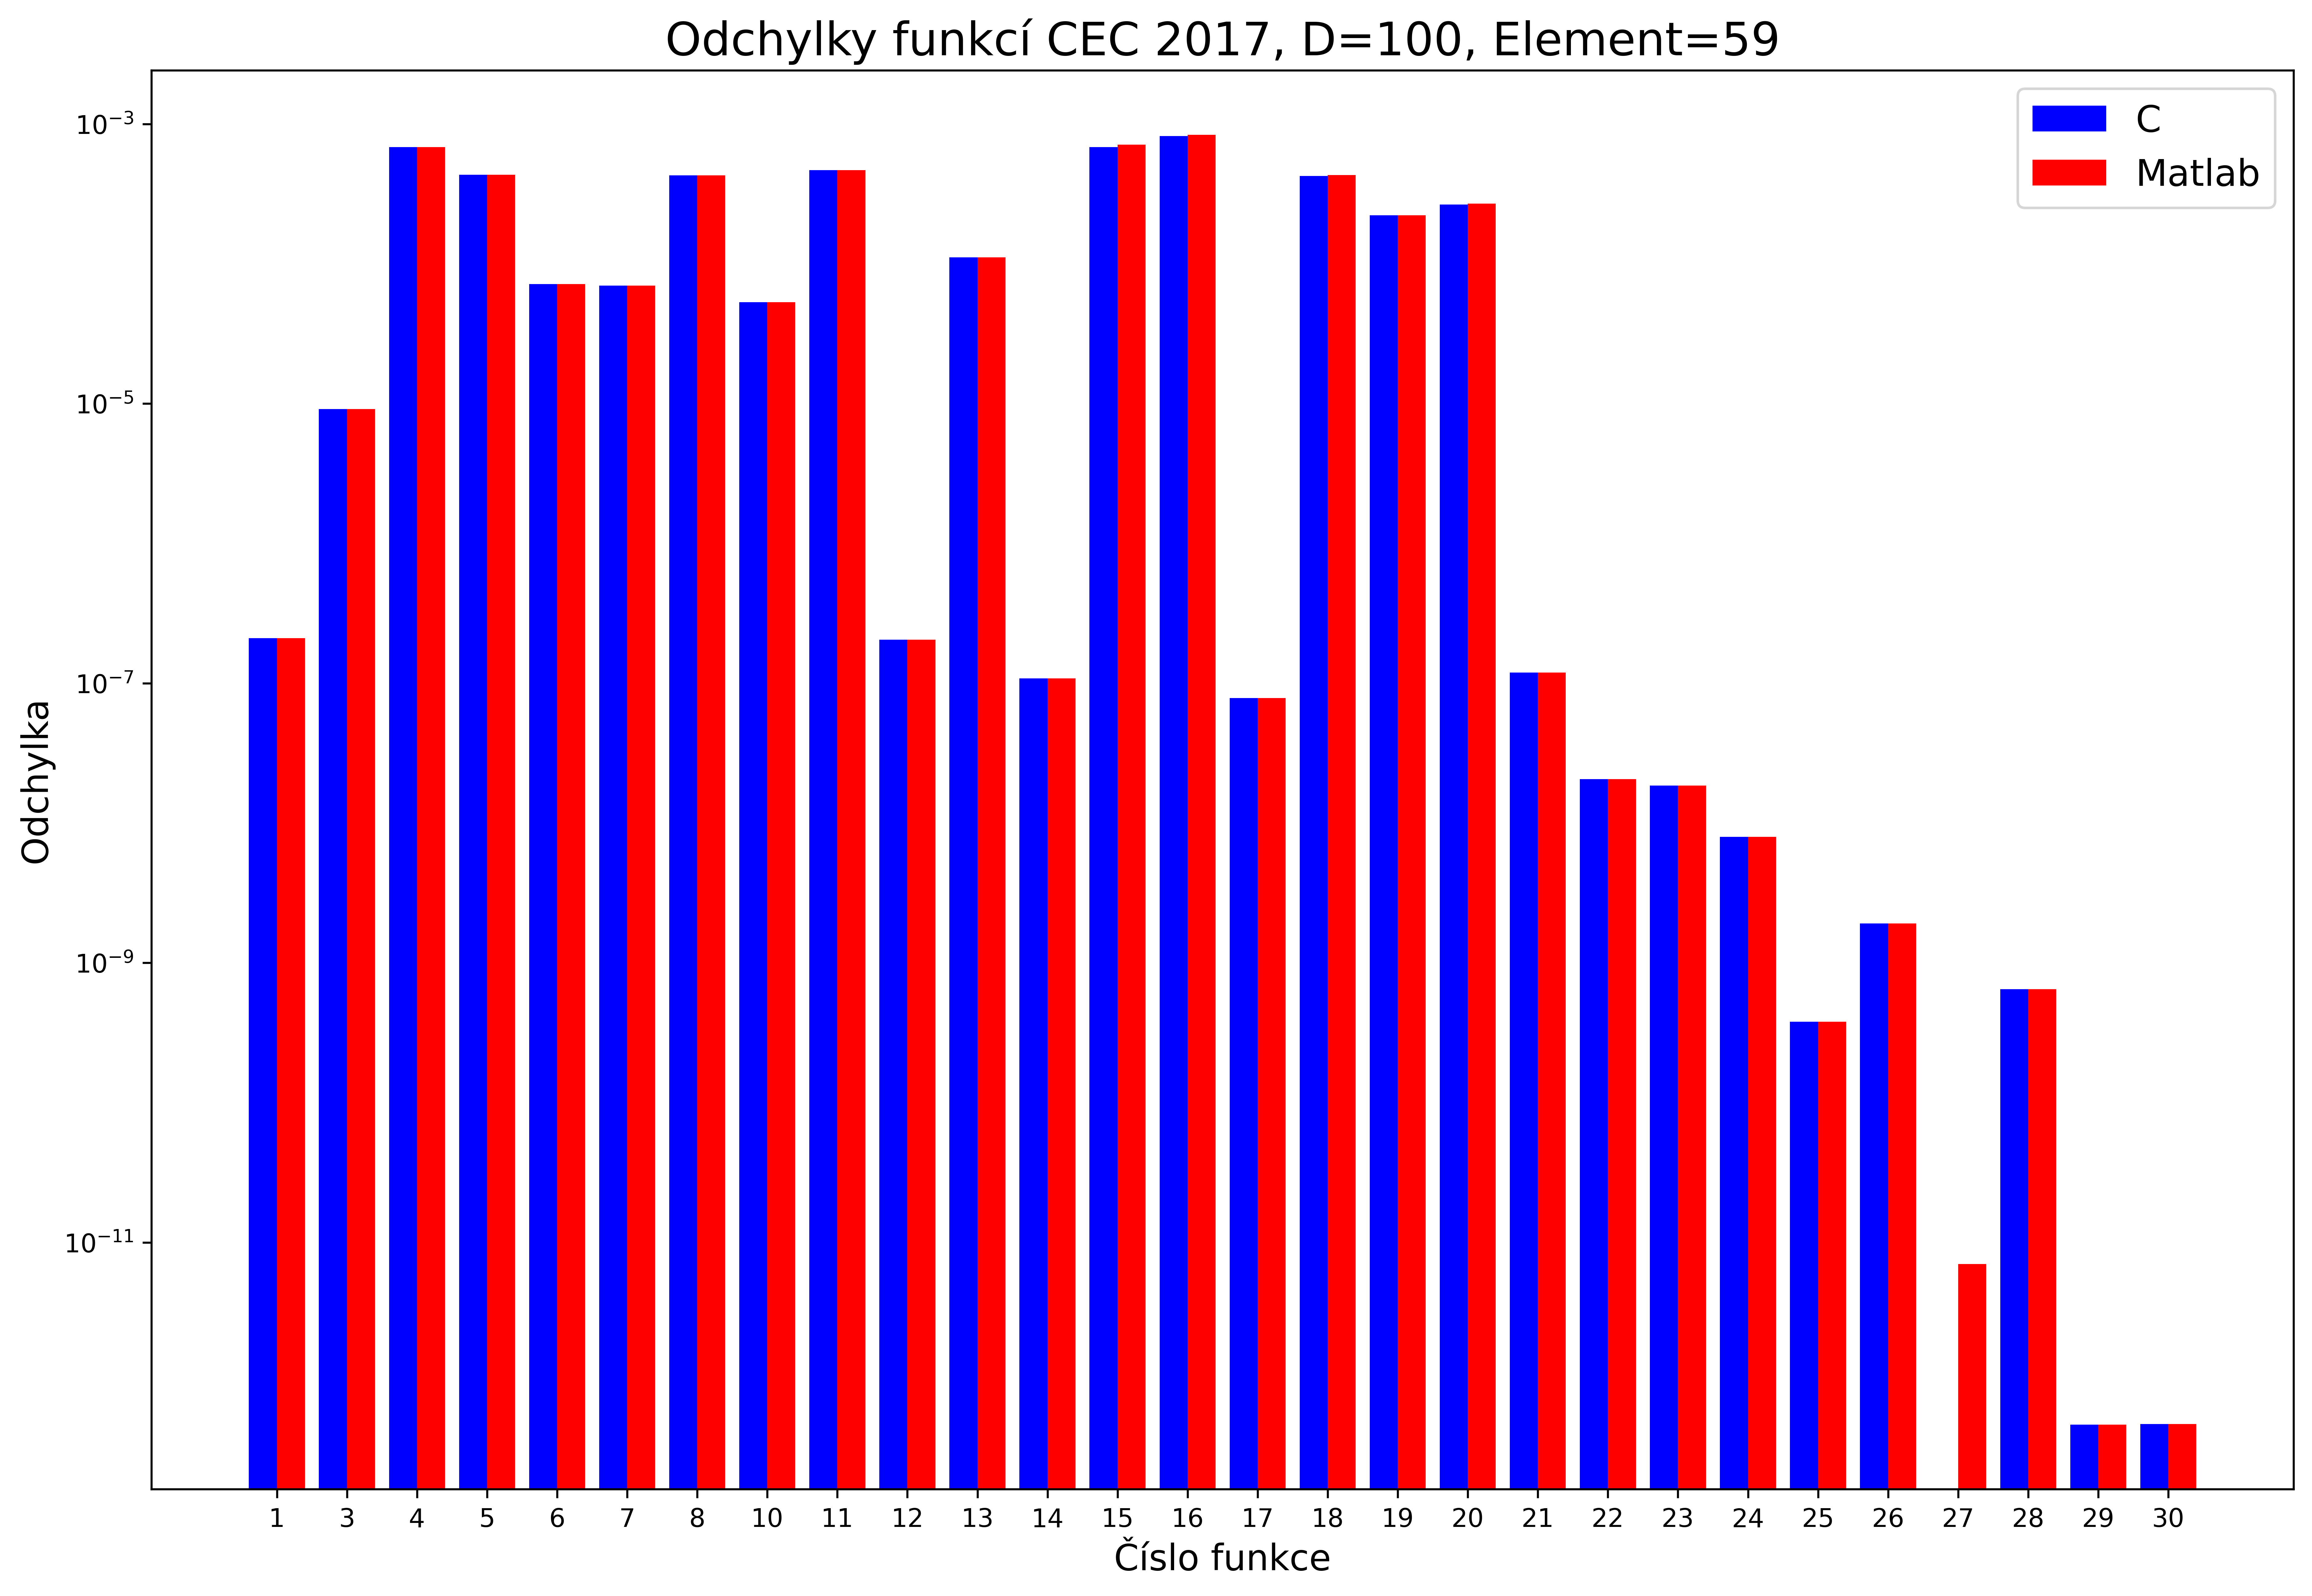 Odchylky funkcí CEC 2017, D=100, Element=59
C
Matlab
10⁻³
10⁻⁵
10⁻⁷
10⁻⁹
10⁻¹¹
Odchylka
1 3 4 5 6 7 8 10 11 12 13 14 15 16 17 18 19 20 21 22 23 24 25 26 27 28 29 30
Číslo funkce